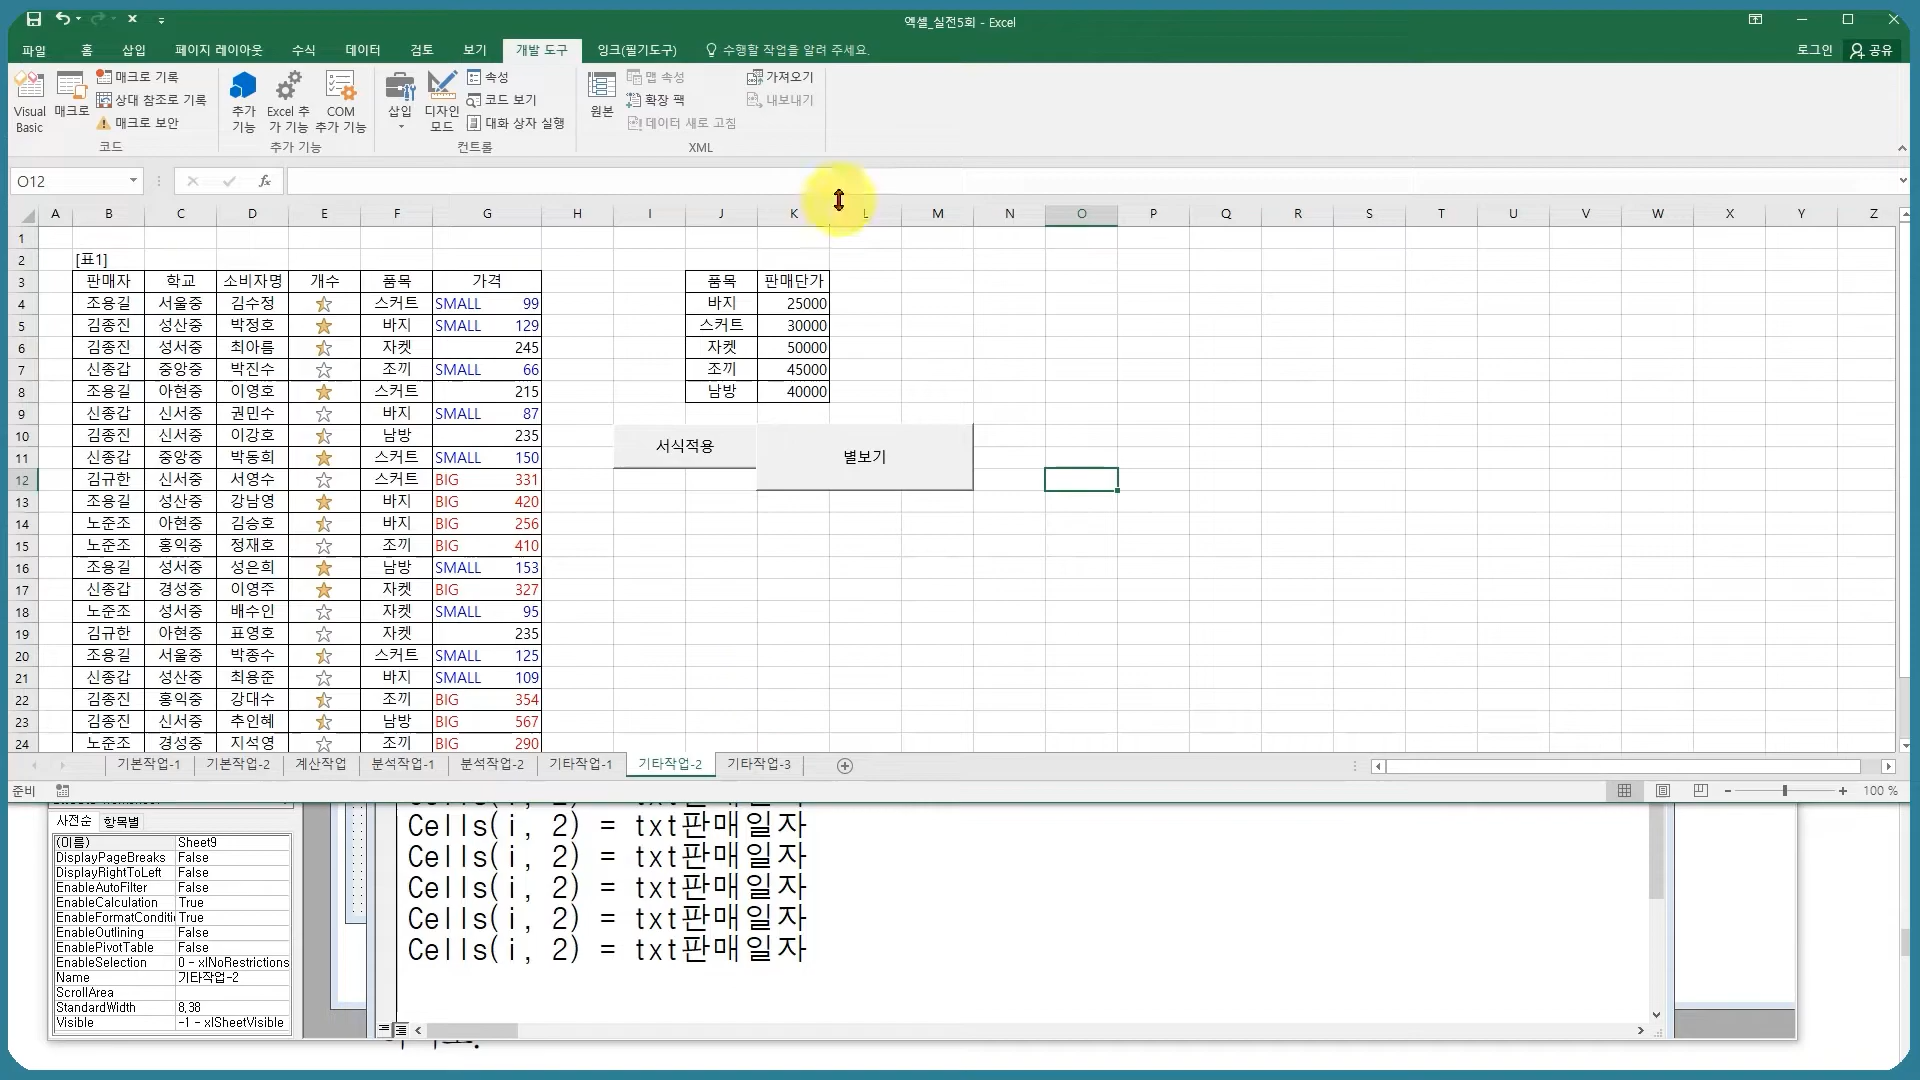 엑셀_실전5회 - Excel
파일 홈 삽입 페이지 레이아웃 수식 데이터 검토 보기 개발 도구 잉크(필기도구) 수행할 작업을 알려 주세요. 로그인 공유
Visual Basic
매크로
매크로 기록
상대 참조로 기록
매크로 보안
코드
추가 기능
Excel 추가 기능
COM 추가 기능
추가 기능
삽입
디자인 모드
속성
코드 보기
대화 상자 실행
컨트롤
원본
맵 속성
확장 팩
데이터 새로 고침
가져오기
내보내기
XML
O12 fx
A B C D E F G H I J K L M N O P Q R S T U V W X Y Z
1
2 [표1]
3 판매자 학교 소비자명 개수 품목 가격 품목 판매단가
4 조용길 서울중 김수정 스커트 SMALL 99 바지 25000
5 김종진 성산중 박정호 바지 SMALL 129 스커트 30000
6 김종진 성서중 최아름 자켓 245 자켓 50000
7 신종갑 중앙중 박진수 조끼 SMALL 66 조끼 45000
8 조용길 아현중 이영호 스커트 215 남방 40000
9 신종갑 신서중 권민수 바지 SMALL 87
10 김종진 신서중 이강호 남방 235 서식적용
11 신종갑 중앙중 박동희 스커트 SMALL 150 별보기
12 김규한 신서중 서영수 스커트 BIG 331
13 조용길 성산중 강남영 바지 BIG 420
14 노준조 아현중 김승호 바지 BIG 256
15 노준조 홍익중 정재호 조끼 BIG 410
16 조용길 성서중 성은희 남방 SMALL 153
17 신종갑 경성중 이영주 자켓 BIG 327
18 노준조 성서중 배수인 자켓 SMALL 95
19 김규한 아현중 표영호 자켓 235
20 조용길 서울중 박종수 스커트 SMALL 125
21 신종갑 성산중 최용준 바지 SMALL 109
22 김종진 홍익중 강대수 조끼 BIG 354
23 김종진 신서중 추인혜 남방 BIG 567
24 노준조 경성중 지석영 조끼 BIG 290
기본작업-1 기본작업-2 계산작업 분석작업-1 분석작업-2 기타작업-1 기타작업-2 기타작업-3
준비 100 %
사전순 항목별
(이름) Sheet9
DisplayPageBreaks False
DisplayRightToLeft False
EnableAutoFilter False
EnableCalculation True
EnableFormatConditi True
EnableOutlining False
EnablePivotTable False
EnableSelection 0 - xlNoRestrictions
Name 기타작업-2
ScrollArea
StandardWidth 8,38
Visible -1 - xlSheetVisible
Cells(i, 2) = txt판매일자
Cells(i, 2) = txt판매일자
Cells(i, 2) = txt판매일자
Cells(i, 2) = txt판매일자
Cells(i, 2) = txt판매일자